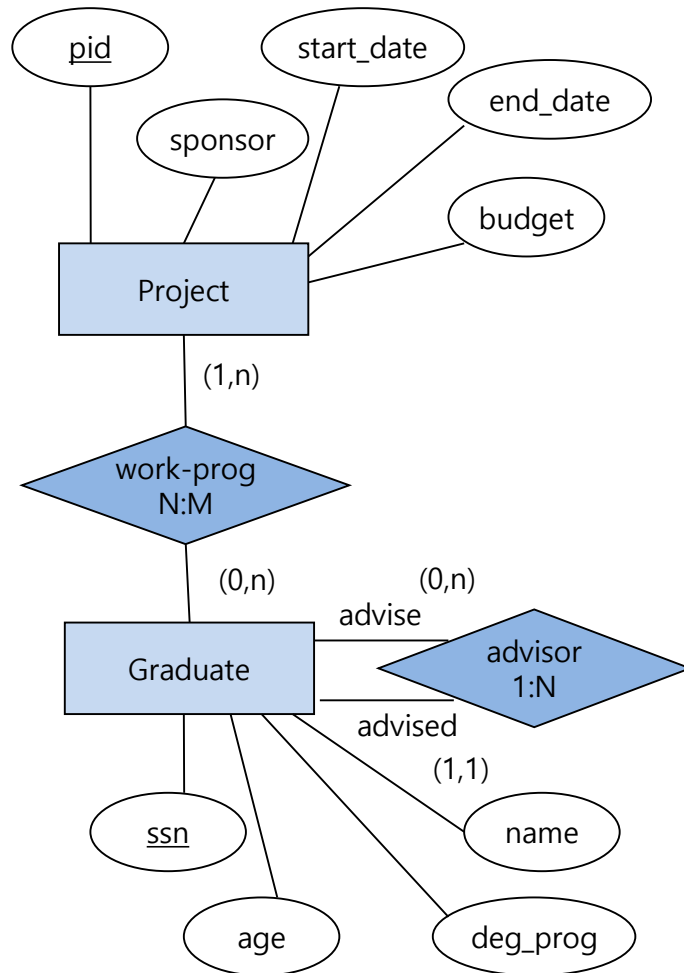 pid
start_date
end_date
sponsor
budget
Project
(1,n)
work-prog
N:M
(0,n)
(0,n)
advise
Graduate
advisor
1:N
advised
(1,1)
ssn
name
age
deg_prog